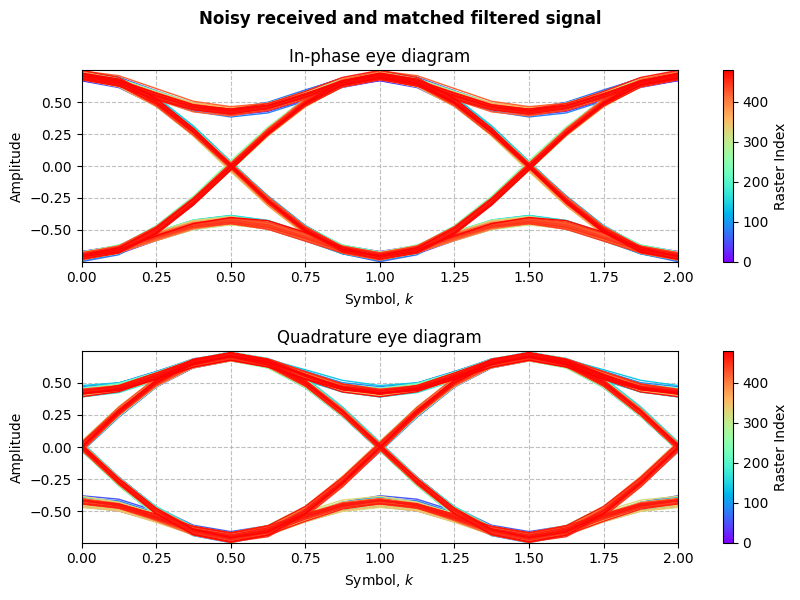 Noisy received and matched filtered signal
In-phase eye diagram
Amplitude
0.50
0.25
0.00
−0.25
−0.50
0.00 0.25 0.50 0.75 1.00 1.25 1.50 1.75 2.00
Symbol, k
400
300
200
100
0
Raster Index
Quadrature eye diagram
Amplitude
0.50
0.25
0.00
−0.25
−0.50
0.00 0.25 0.50 0.75 1.00 1.25 1.50 1.75 2.00
Symbol, k
400
300
200
100
0
Raster Index